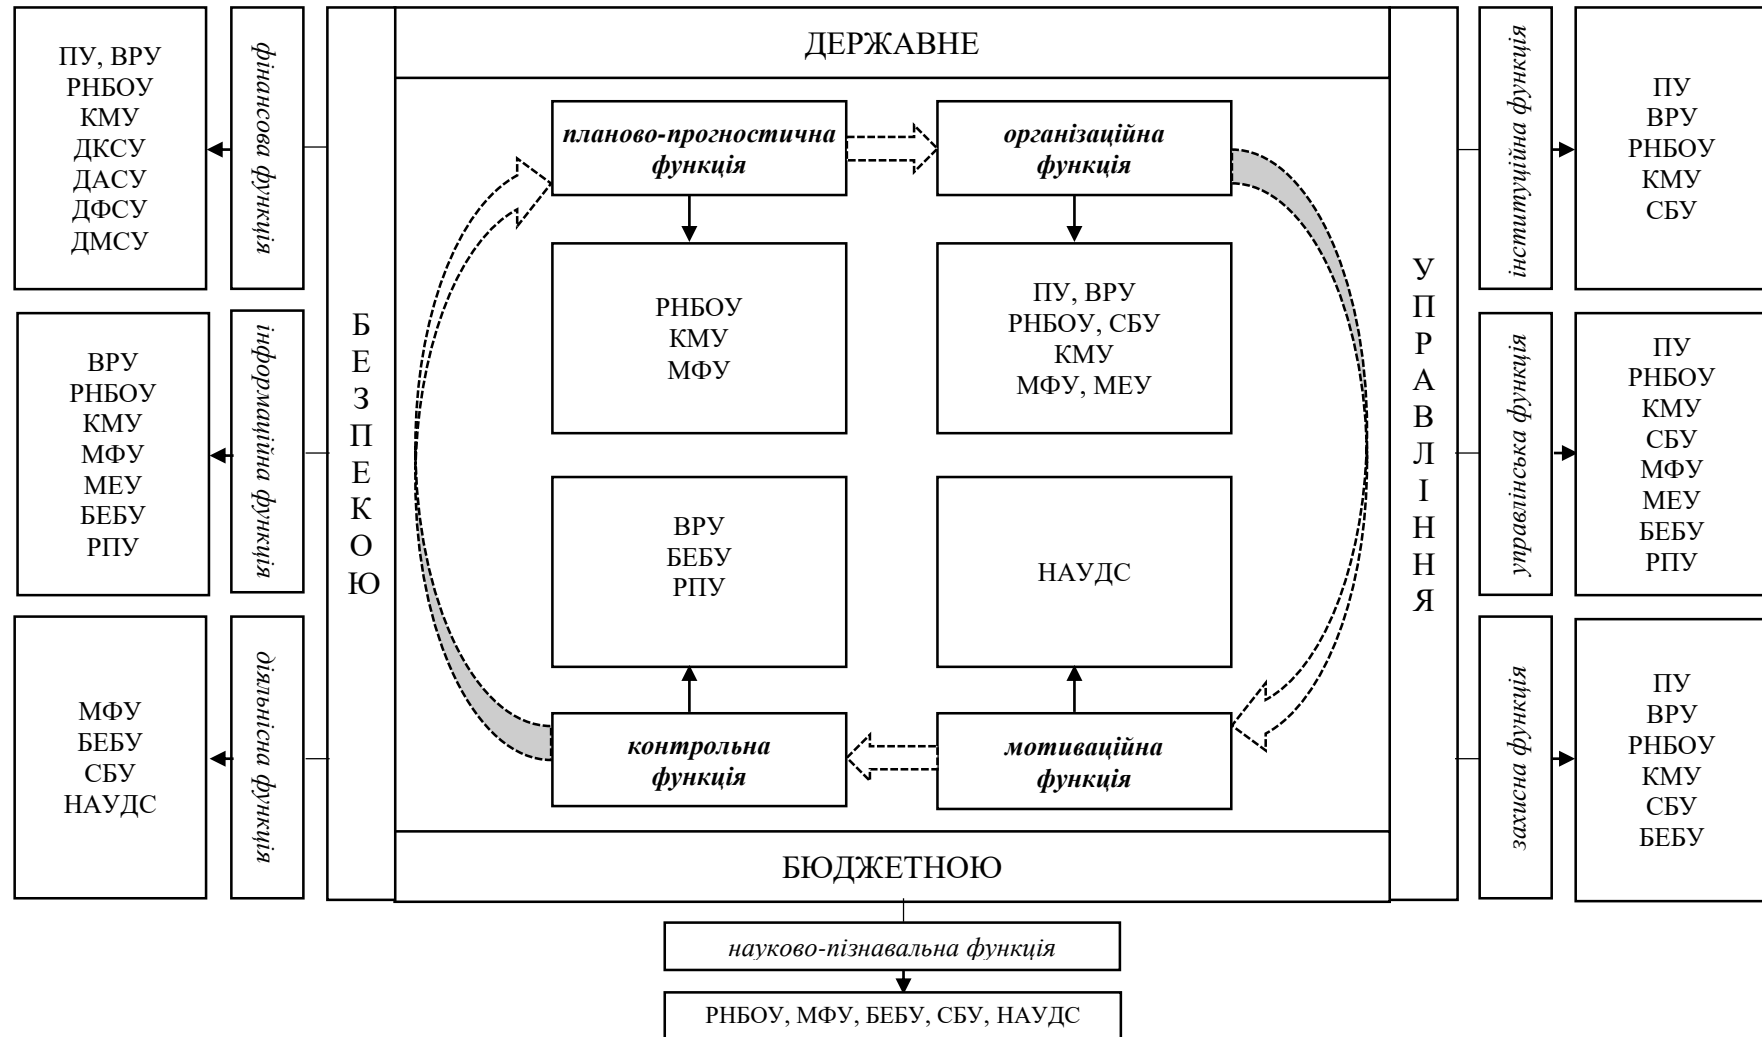 ДЕРЖАВНЕ
УПРАВЛІННЯ
БЮДЖЕТНОЮ
БЕЗПЕКОЮ
планово-прогностична
функція
РНБОУ
КМУ
МФУ
організаційна
функція
ПУ, ВРУ
РНБОУ, СБУ
КМУ
МФУ, МЕУ
мотиваційна
функція
НАУДС
контрольна
функція
ВРУ
БЕБУ
РПУ
фінансова функція
ПУ, ВРУ
РНБОУ
КМУ
ДКСУ
ДАСУ
ДФСУ
ДМСУ
інформаційна функція
ВРУ
РНБОУ
КМУ
МФУ
МЕУ
БЕБУ
РПУ
діяльнісна функція
МФУ
БЕБУ
СБУ
НАУДС
інституційна функція
ПУ
ВРУ
РНБОУ
КМУ
СБУ
управлінська функція
ПУ
РНБОУ
КМУ
СБУ
МФУ
МЕУ
БЕБУ
РПУ
захисна функція
ПУ
ВРУ
РНБОУ
КМУ
СБУ
БЕБУ
науково-пізнавальна функція
РНБОУ, МФУ, БЕБУ, СБУ, НАУДС